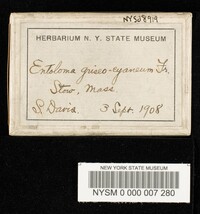 NYSd8919
HERBARIUM N. Y. STATE MUSEUM
Entoloma griseo-cyaneum Fr.
Stow, Mass.
S. Davis. 3 Sept. 1908
NEW YORK STATE MUSEUM
NYSM 0 000 007 280